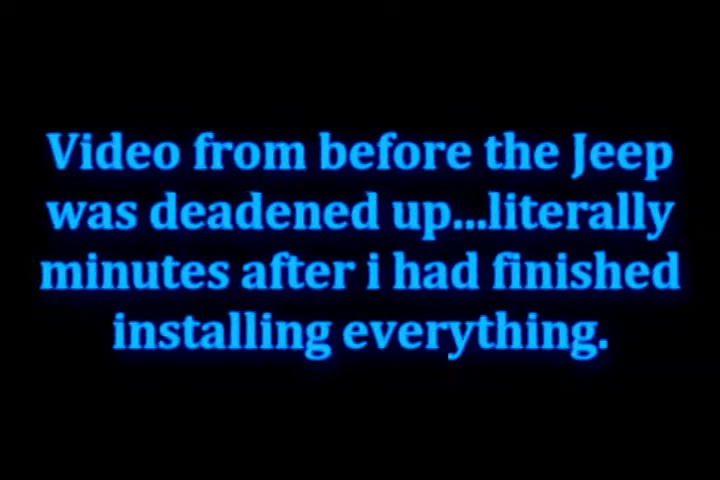 Video from before the Jeep
was deadened up...literally
minutes after i had finished
installing everything.